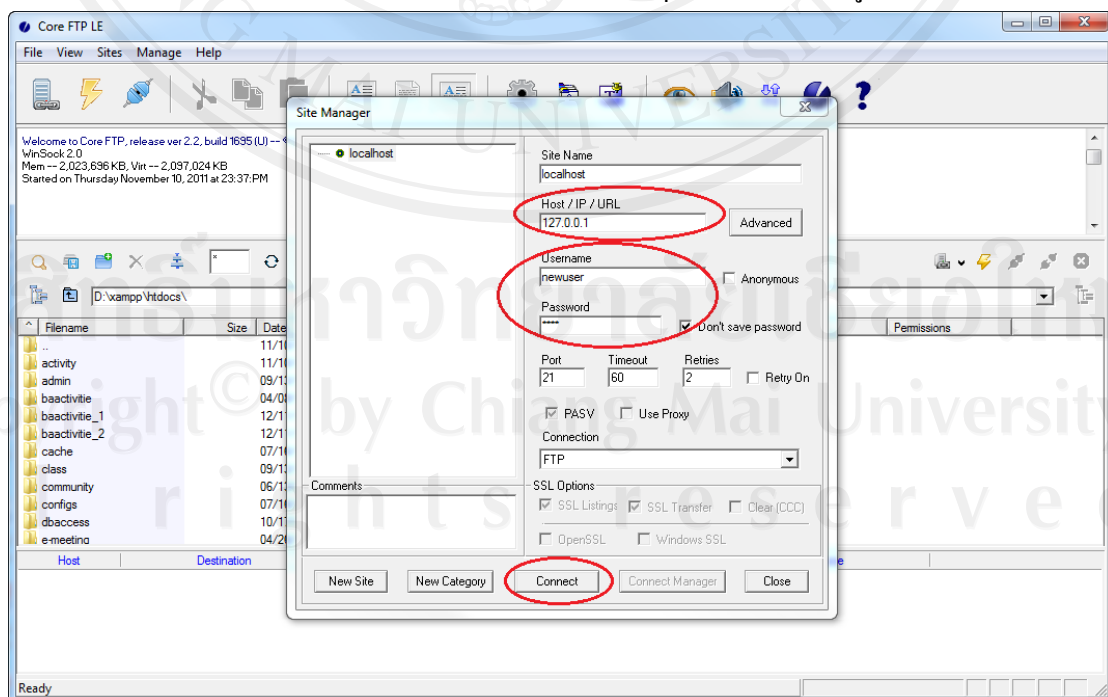 Core FTP LE
File View Sites Manage Help
Welcome to Core FTP, release ver 2.2, build 1695 (U) --
WinSock 2.0
Mem -- 2,023,696 KB, Virt -- 2,097,024 KB
Started on Thursday November 10, 2011 at 23:37:PM
D:\xampp\htdocs\
Filename Size Date Permissions
..
activity
admin
baactivitie
baactivitie_1
baactivitie_2
cache
class
community
configs
dbaccess
e-meeting
Host Destination
Ready
Site Manager
localhost
Comments
Site Name
localhost
Host / IP / URL
127.0.0.1
Advanced
Username
newuser
Anonymous
Password
****
Don't save password
Port Timeout Retries
21 60 2 Retry On
PASV Use Proxy
Connection
FTP
SSL Options
SSL Listings SSL Transfer Clear (CCC)
OpenSSL Windows SSL
New Site New Category Connect Connect Manager Close
by Chiang Mai University
rights reserve